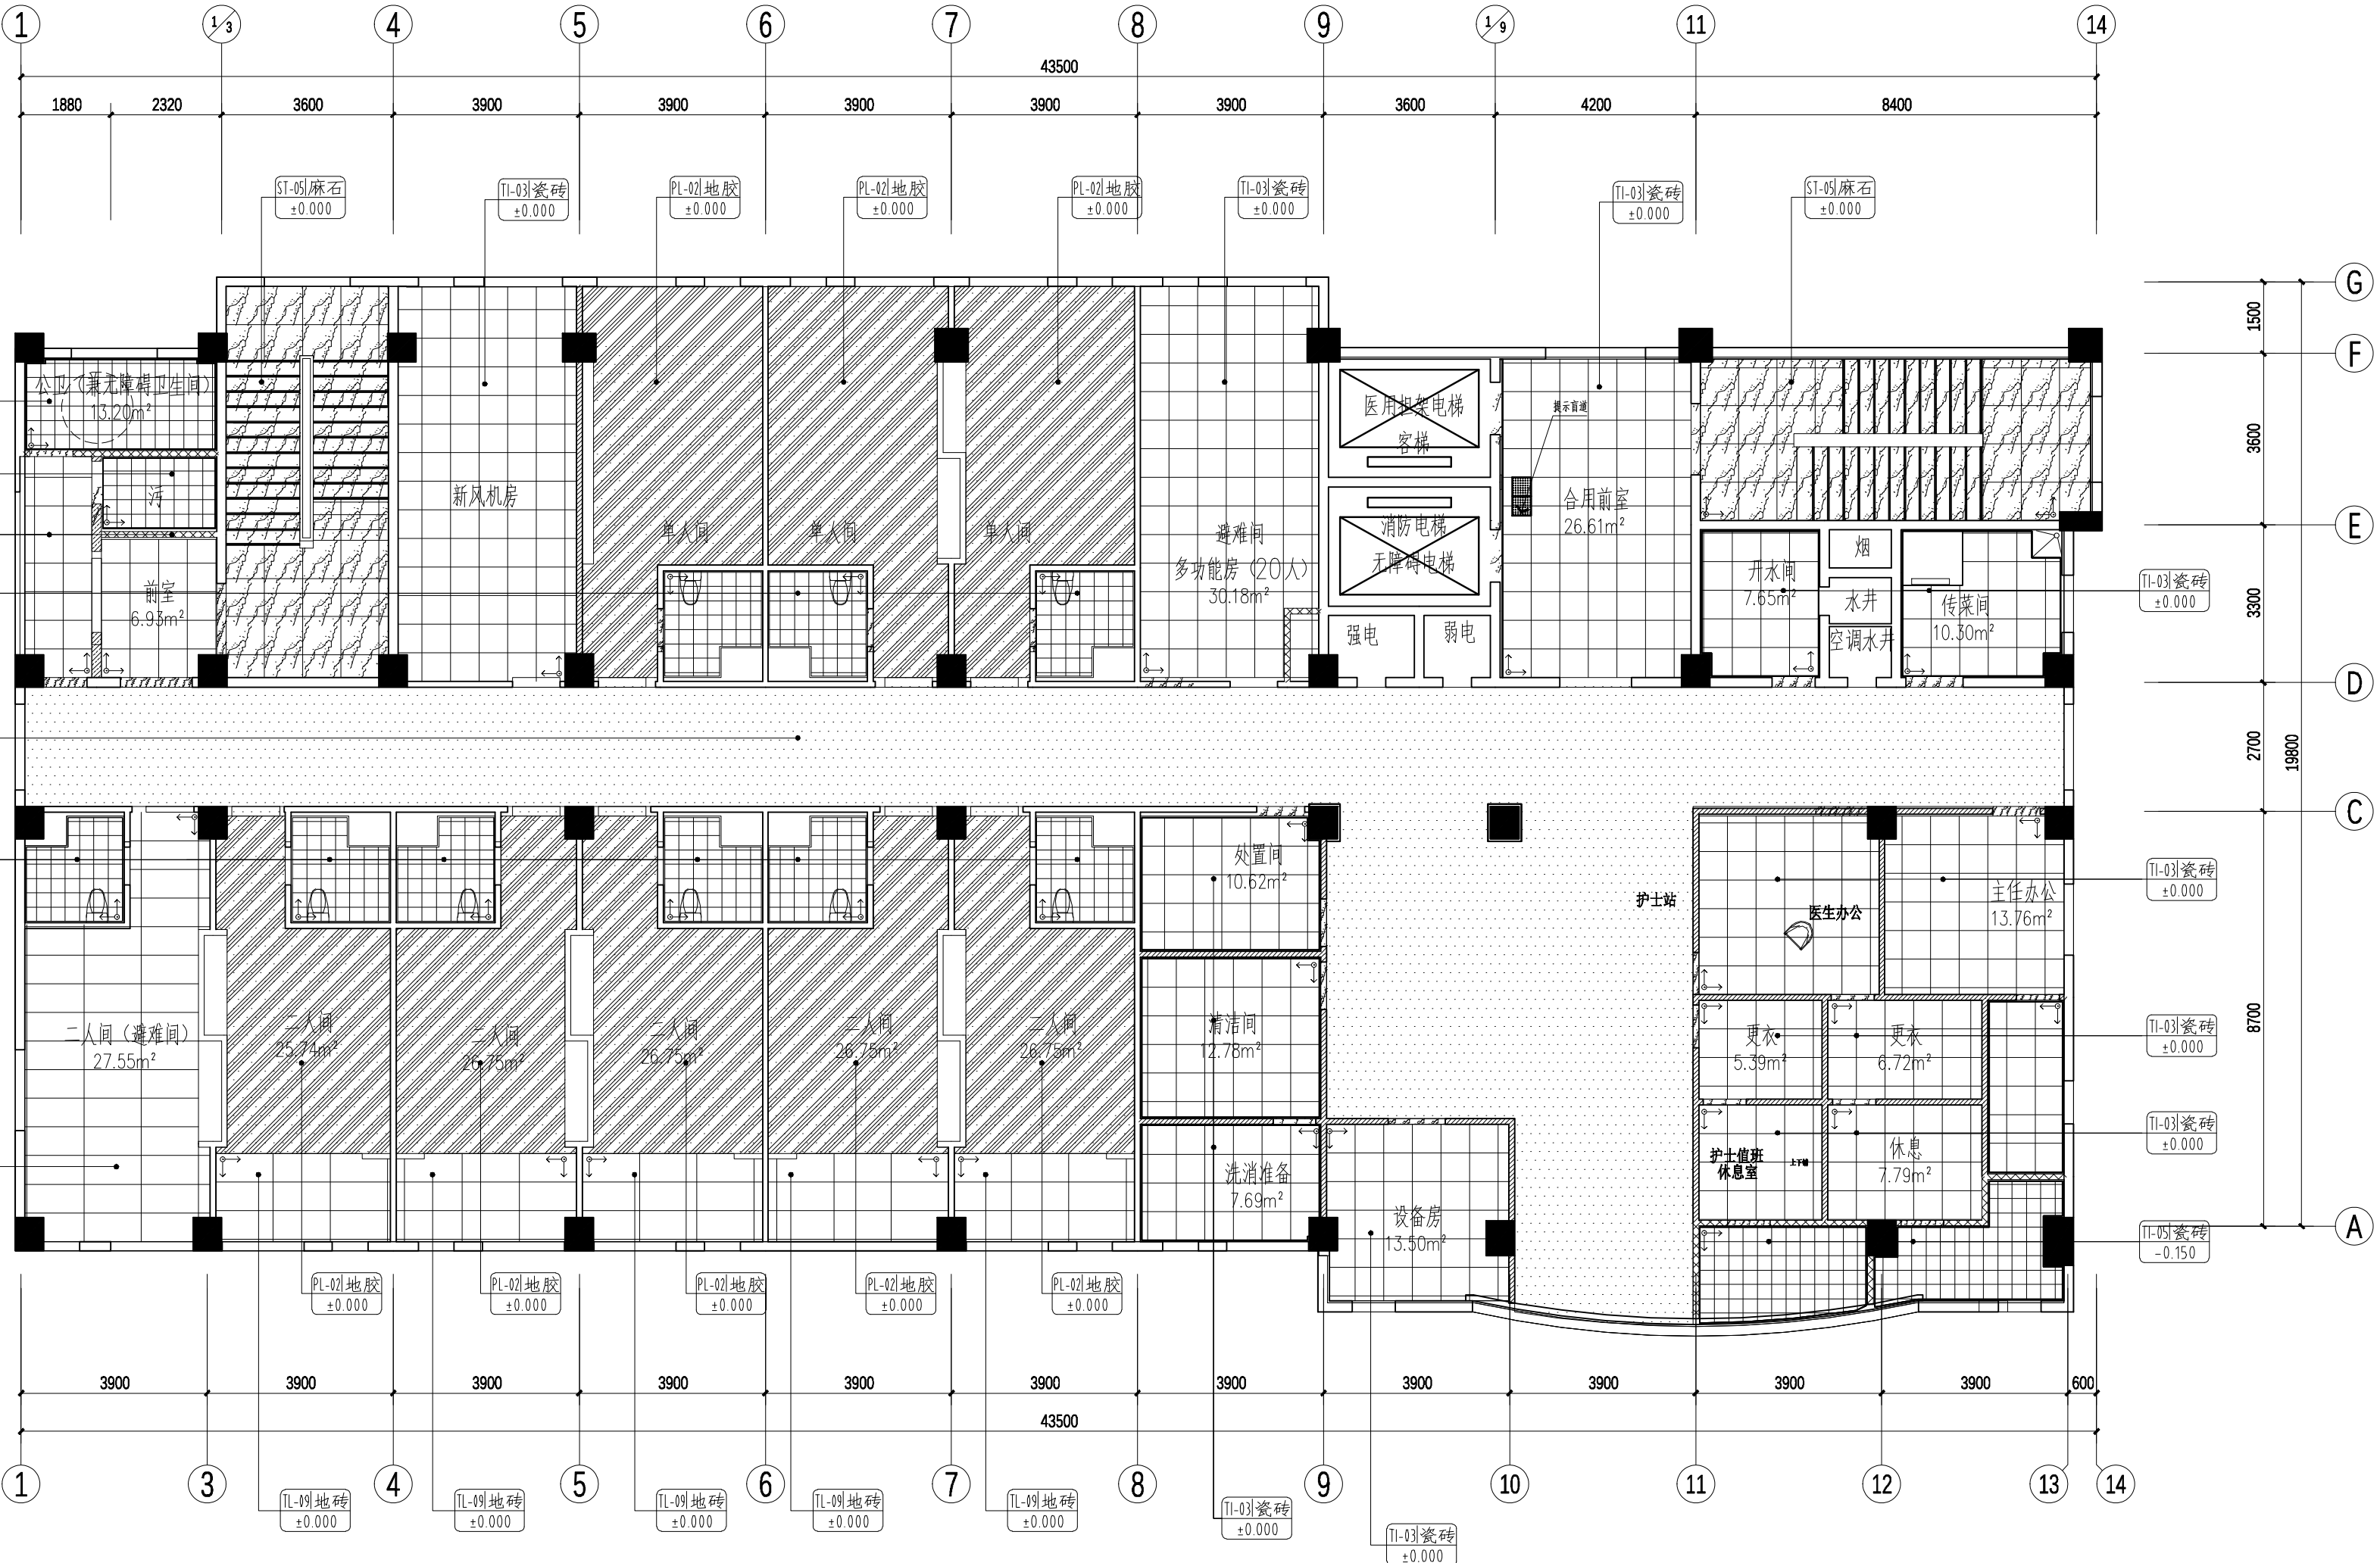 1 1/3 4 5 6 7 8 9 1/9 11 14
43500
1880 2320 3600 3900 3900 3900 3900 3900 3600 4200 8400
ST-05 麻石
±0.000
TI-03 瓷砖
±0.000
PL-02 地胶
±0.000
PL-02 地胶
±0.000
PL-02 地胶
±0.000
TI-03 瓷砖
±0.000
TI-03 瓷砖
±0.000
ST-05 麻石
±0.000
G
1500
F
3600
E
3300
D
2700
19800
C
8700
A
公卫(兼无障碍卫生间)
13.20m²
污
前室
6.93m²
新风机房
单人间
单人间
单人间
避难间
多功能房(20人)
30.18m²
医用担架电梯
客梯
消防电梯
无障碍电梯
强电
弱电
提示盲道
合用前室
26.61m²
开水间
7.65m²
烟
水井
空调水井
传菜间
10.30m²
TI-03 瓷砖
±0.000
二人间(避难间)
27.55m²
二人间
25.74m²
二人间
26.75m²
二人间
26.75m²
二人间
26.75m²
二人间
26.75m²
处置间
10.62m²
清洁间
12.78m²
洗消准备
7.69m²
设备房
13.50m²
护士站
医生办公
主任办公
13.76m²
TI-03 瓷砖
±0.000
更衣
5.39m²
更衣
6.72m²
TI-03 瓷砖
±0.000
护士值班
休息室
上下铺
休息
7.79m²
TI-03 瓷砖
±0.000
TI-05 瓷砖
-0.150
PL-02 地胶
±0.000
PL-02 地胶
±0.000
PL-02 地胶
±0.000
PL-02 地胶
±0.000
PL-02 地胶
±0.000
3900 3900 3900 3900 3900 3900 3900 3900 3900 3900 3900 600
43500
1 3 4 5 6 7 8 9 10 11 12 13 14
TL-09 地砖
±0.000
TL-09 地砖
±0.000
TL-09 地砖
±0.000
TL-09 地砖
±0.000
TL-09 地砖
±0.000
TI-03 瓷砖
±0.000
TI-03 瓷砖
±0.000